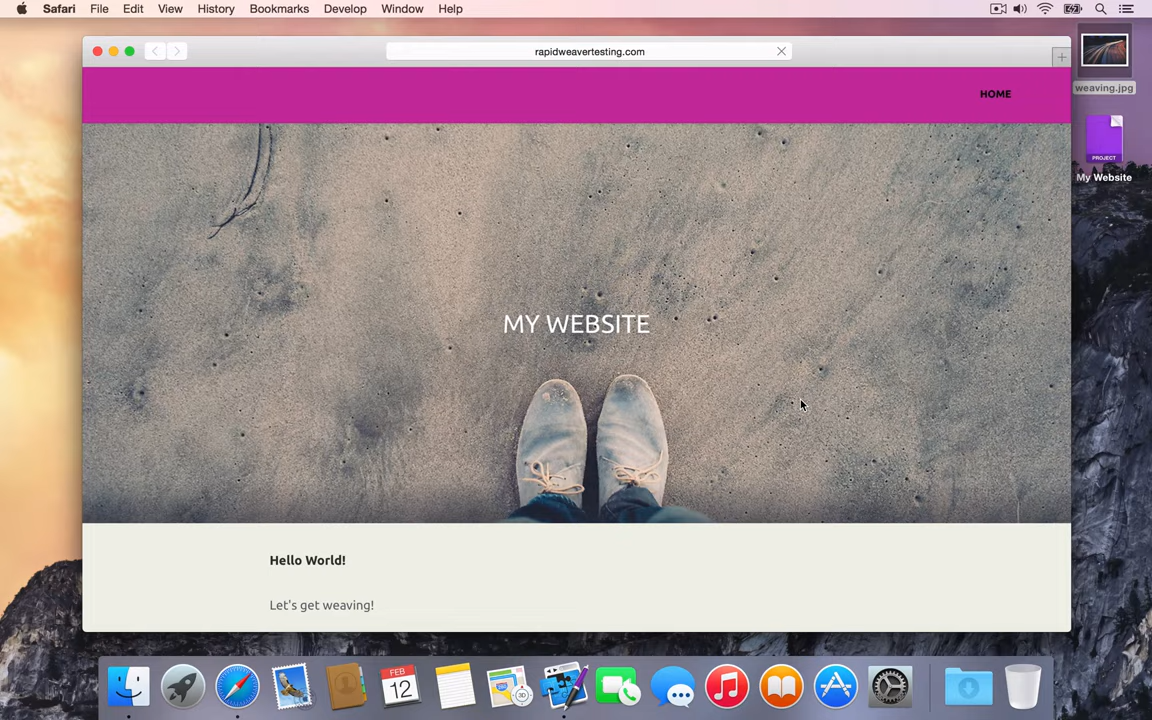 Safari File Edit View History Bookmarks Develop Window Help
rapidweavertesting.com
weaving.jpg
HOME
PROJECT
My Website
MY WEBSITE
Hello World!
Let's get weaving!
FEB
12
3D